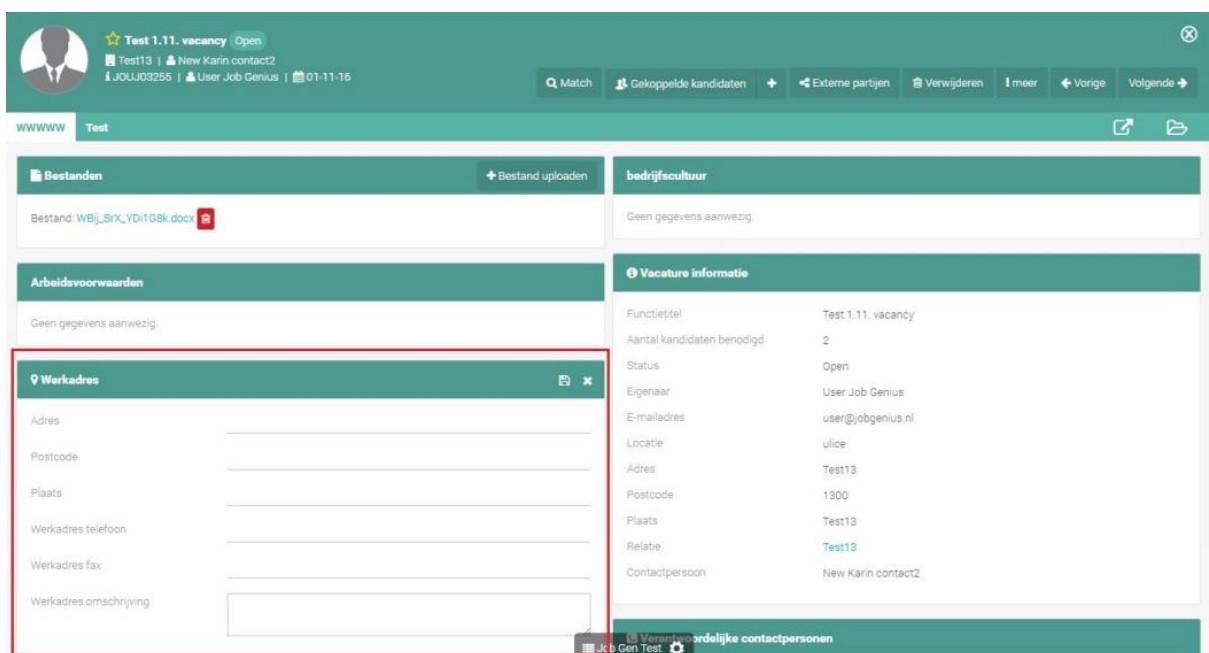 Test 1.11. vacancy Open
Test13 | New Karin contact2
JOUJ03255 | User Job Genius | 01-11-16
Match Gekoppelde kandidaten + Externe partijen Verwijderen meer Vorige Volgende
wwwww Test
Bestanden
+ Bestand uploaden
Bestand: WBij_SrX_YDi1G8k.docx
Arbeidsvoorwaarden
Geen gegevens aanwezig.
Werkadres
Adres
Postcode
Plaats
Werkadres telefoon
Werkadres fax
Werkadres omschrijving
bedrijfscultuur
Geen gegevens aanwezig.
Vacature informatie
Functietitel Test 1.11. vacancy
Aantal kandidaten benodigd 2
Status Open
Eigenaar User Job Genius
E-mailadres user@jobgenius.nl
Locatie ulice
Adres Test13
Postcode 1300
Plaats Test13
Relatie Test13
Contactpersoon New Karin contact2
Verantwoordelijke contactpersonen
Job Gen Test